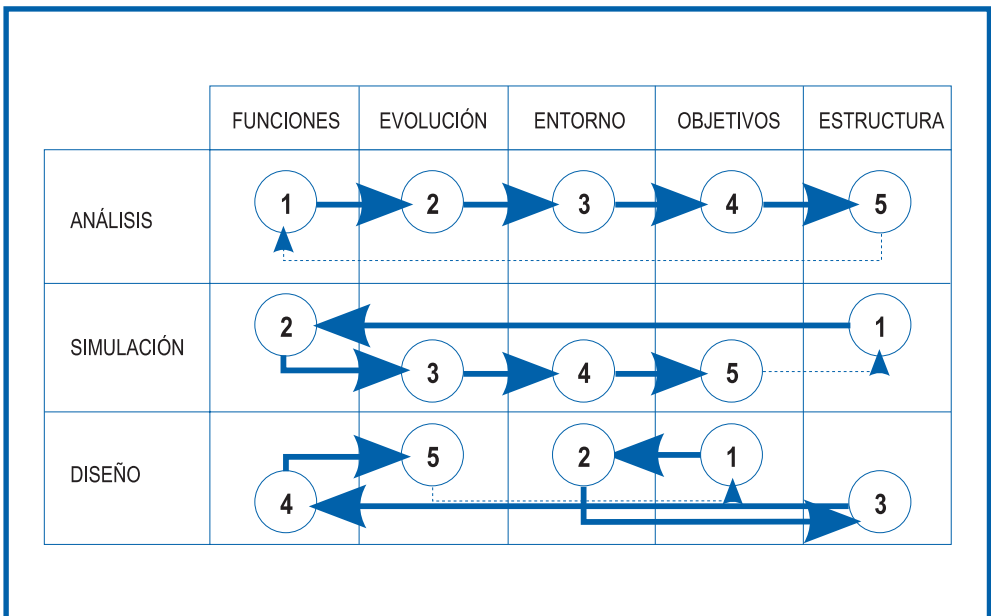 FUNCIONES EVOLUCIÓN ENTORNO OBJETIVOS ESTRUCTURA
ANÁLISIS 1 2 3 4 5
SIMULACIÓN 2 3 4 5 1
DISEÑO 4 5 2 1 3